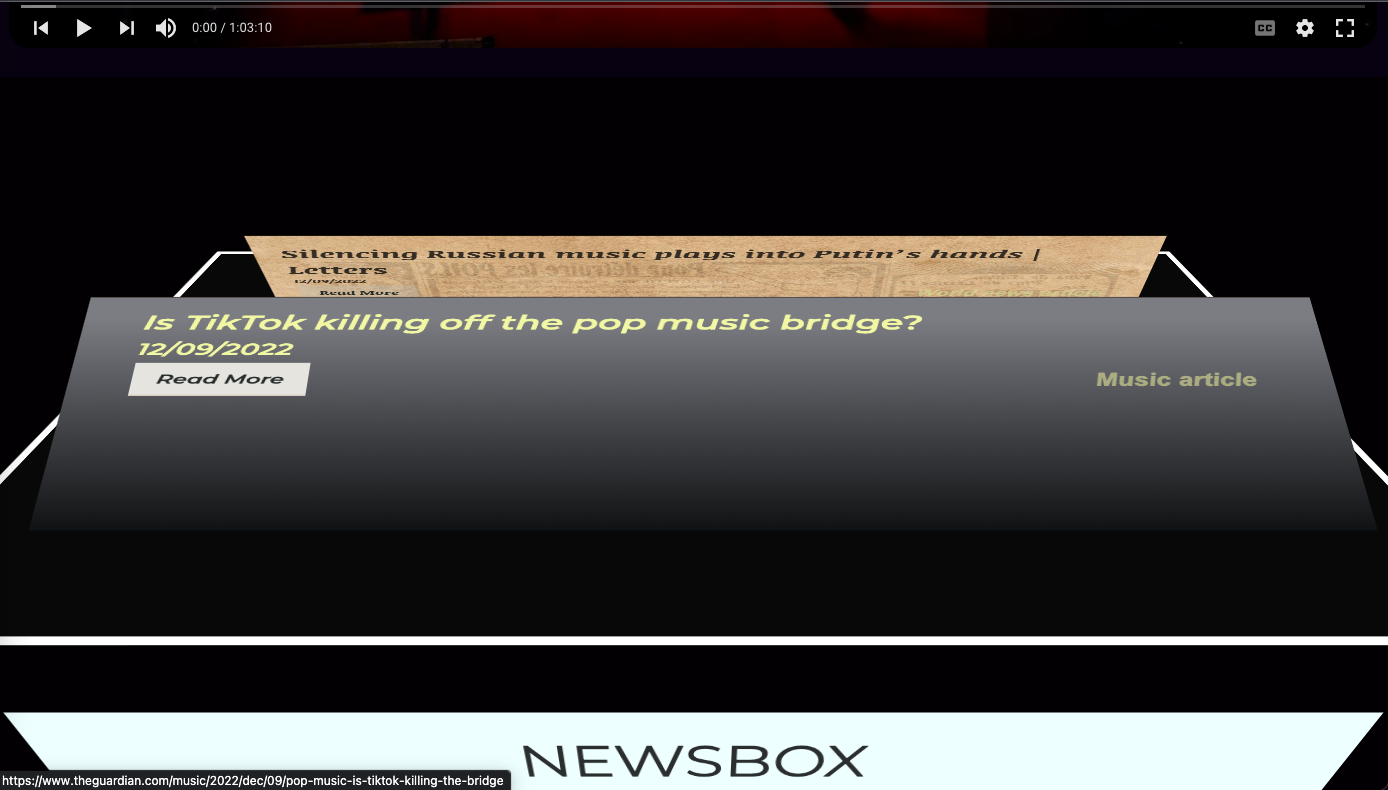 0:00 / 1:03:10
CC
Silencing Russian music plays into Putin’s hands |
Letters
12/09/2022
Read More
Is TikTok killing off the pop music bridge?
12/09/2022
Read More
Music article
NEWSBOX
https://www.theguardian.com/music/2022/dec/09/pop-music-is-tiktok-killing-the-bridge